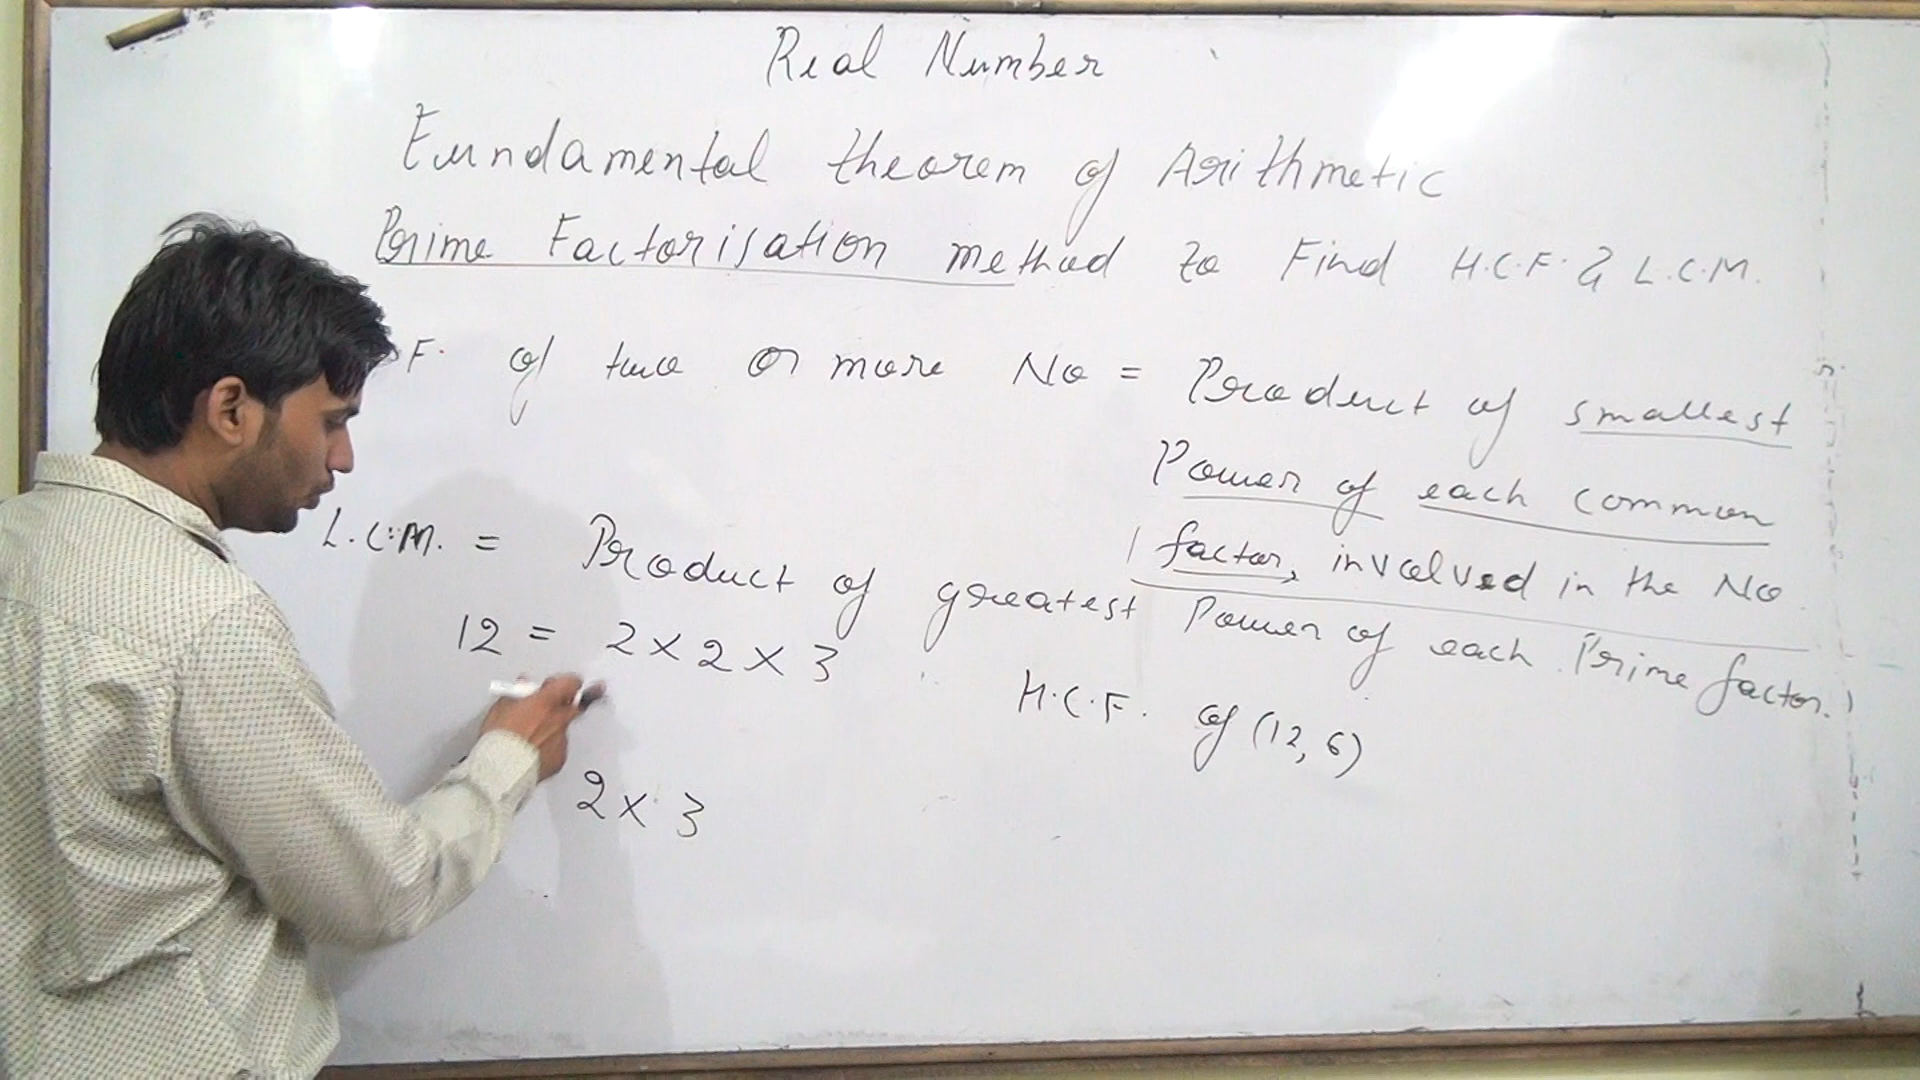 Real Number
Fundamental theorem of Arithmetic
Prime Factorisation method to Find H.C.F. & L.C.M.
F. of two or more No = Product of smallest
Power of each common
factor, involved in the No.
L.C.M. = Product of greatest Power of each Prime factor.
12 = 2 x 2 x 3
H.C.F. of (12, 6)
2 x 3